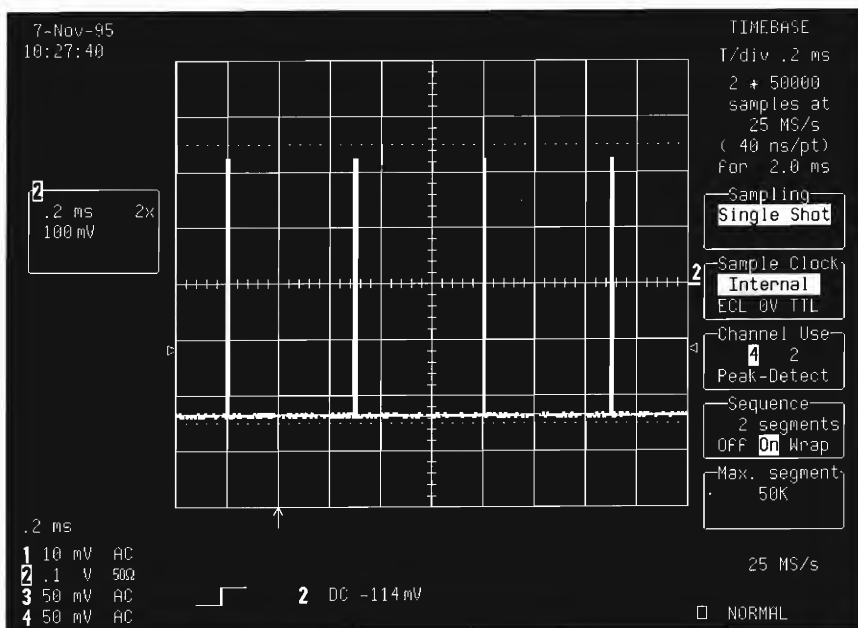 7-Nov-95
10:27:40
2
.2 ms 2x
100mV
2
.2 ms
1 10 mV AC
2 .1 V 50Ω
3 50 mV AC
4 50 mV AC
2 DC -114mV
TIMEBASE
T/div .2 ms
2 * 50000
samples at
25 MS/s
( 40 ns/pt)
for 2.0 ms
Sampling
Single Shot
Sample Clock
Internal
ECL 0V TTL
Channel Use
4 2
Peak-Detect
Sequence
2 segments
Off On Wrap
Max. segment
50K
25 MS/s
□ NORMAL